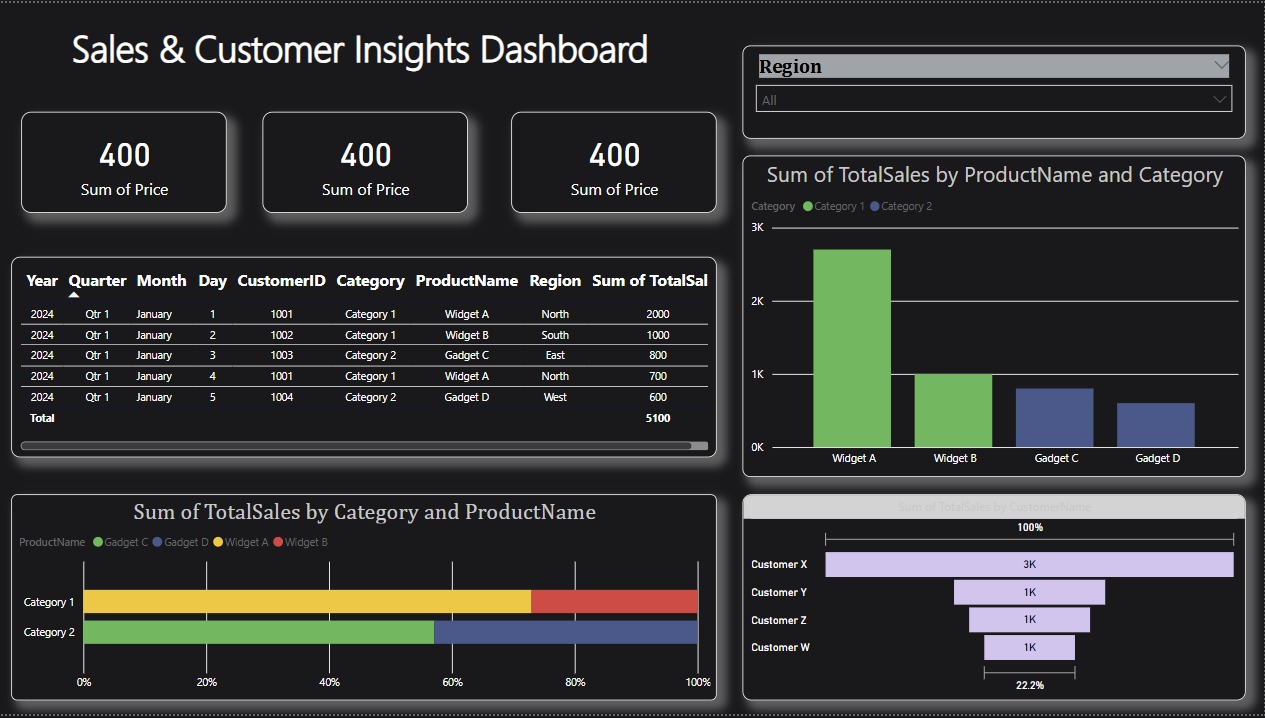 Sales & Customer Insights Dashboard
400
Sum of Price
400
Sum of Price
400
Sum of Price
Region
All
Year Quarter Month Day CustomerID Category ProductName Region Sum of TotalSal
2024 Qtr 1 January 1 1001 Category 1 Widget A North 2000
2024 Qtr 1 January 2 1002 Category 1 Widget B South 1000
2024 Qtr 1 January 3 1003 Category 2 Gadget C East 800
2024 Qtr 1 January 4 1001 Category 1 Widget A North 700
2024 Qtr 1 January 5 1004 Category 2 Gadget D West 600
Total 5100
Sum of TotalSales by ProductName and Category
Category Category 1 Category 2
3K
2K
1K
0K
Widget A Widget B Gadget C Gadget D
Sum of TotalSales by Category and ProductName
ProductName Gadget C Gadget D Widget A Widget B
Category 1
Category 2
0% 20% 40% 60% 80% 100%
Sum of TotalSales by CustomerName
100%
Customer X 3K
Customer Y 1K
Customer Z 1K
Customer W 1K
22.2%